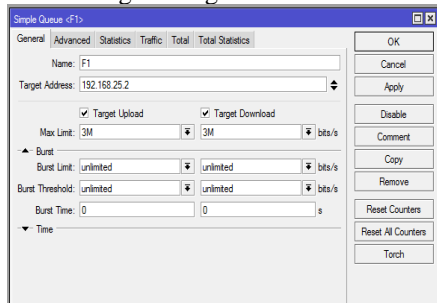 Simple Queue <F1>
General Advanced Statistics Traffic Total Total Statistics
Name: F1
Target Address: 192.168.25.2
Target Upload Target Download
Max Limit: 3M 3M bits/s
Burst
Burst Limit: unlimited unlimited bits/s
Burst Threshold: unlimited unlimited bits/s
Burst Time: 0 0 s
Time
OK
Cancel
Apply
Disable
Comment
Copy
Remove
Reset Counters
Reset All Counters
Torch